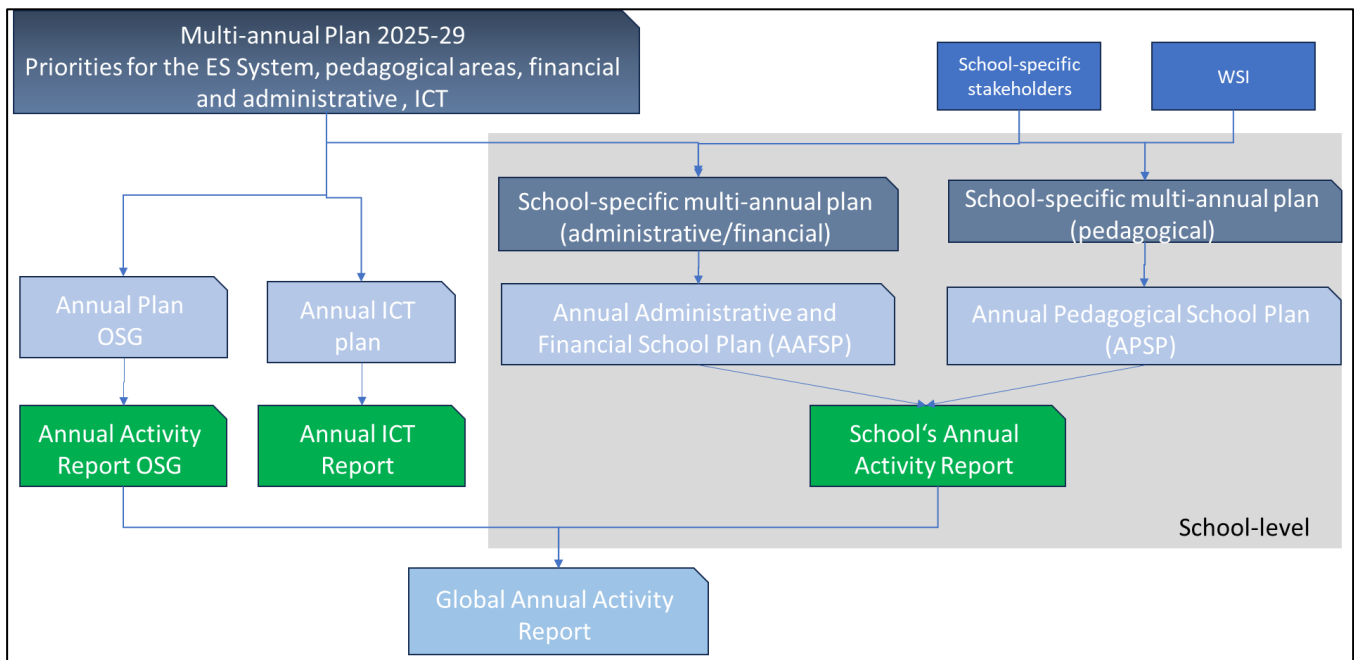 Multi-annual Plan 2025-29
Priorities for the ES System, pedagogical areas, financial
and administrative , ICT
School-specific
stakeholders
WSI
School-specific multi-annual plan
(administrative/financial)
School-specific multi-annual plan
(pedagogical)
Annual Plan
OSG
Annual ICT
plan
Annual Administrative and
Financial School Plan (AAFSP)
Annual Pedagogical School Plan
(APSP)
Annual Activity
Report OSG
Annual ICT
Report
School‘s Annual
Activity Report
School-level
Global Annual Activity
Report